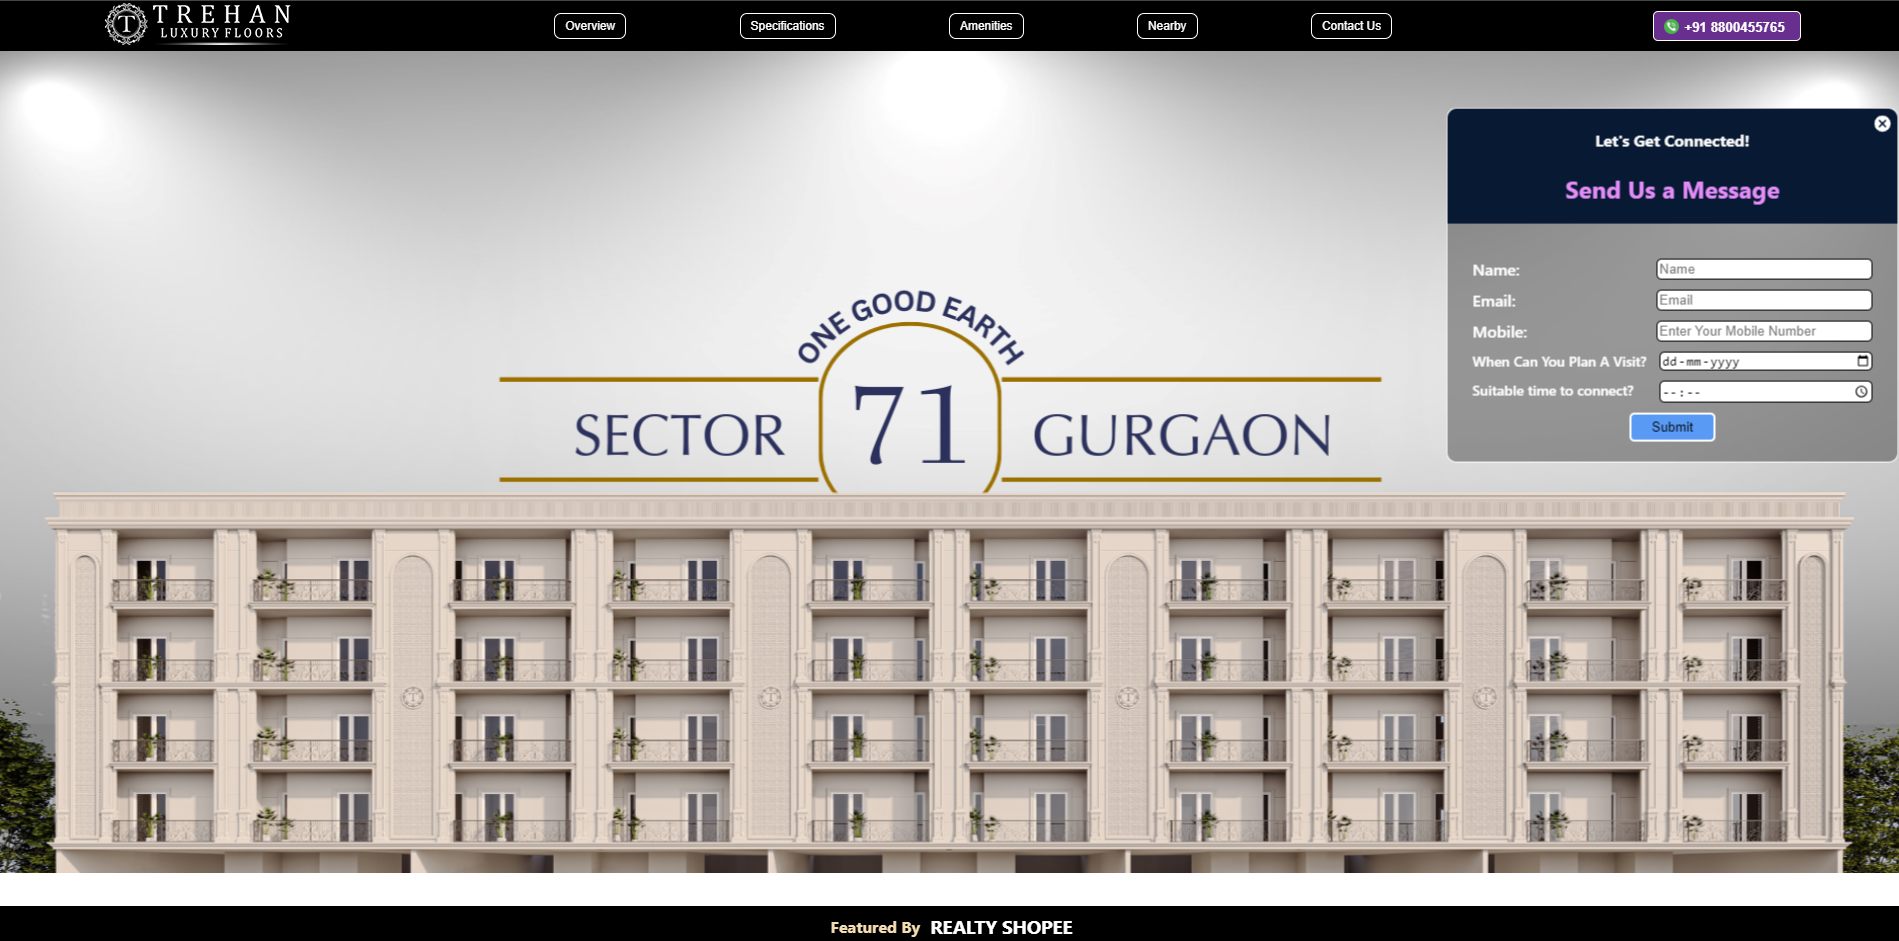 TREHAN
LUXURY FLOORS
Overview
Specifications
Amenities
Nearby
Contact Us
+91 8800455765
Let's Get Connected!
Send Us a Message
Name:
Name
Email:
Email
Mobile:
Enter Your Mobile Number
When Can You Plan A Visit?
dd-mm-yyyy
Suitable time to connect?
--:--
Submit
ONE GOOD EARTH
SECTOR 71 GURGAON
Featured By REALTY SHOPEE